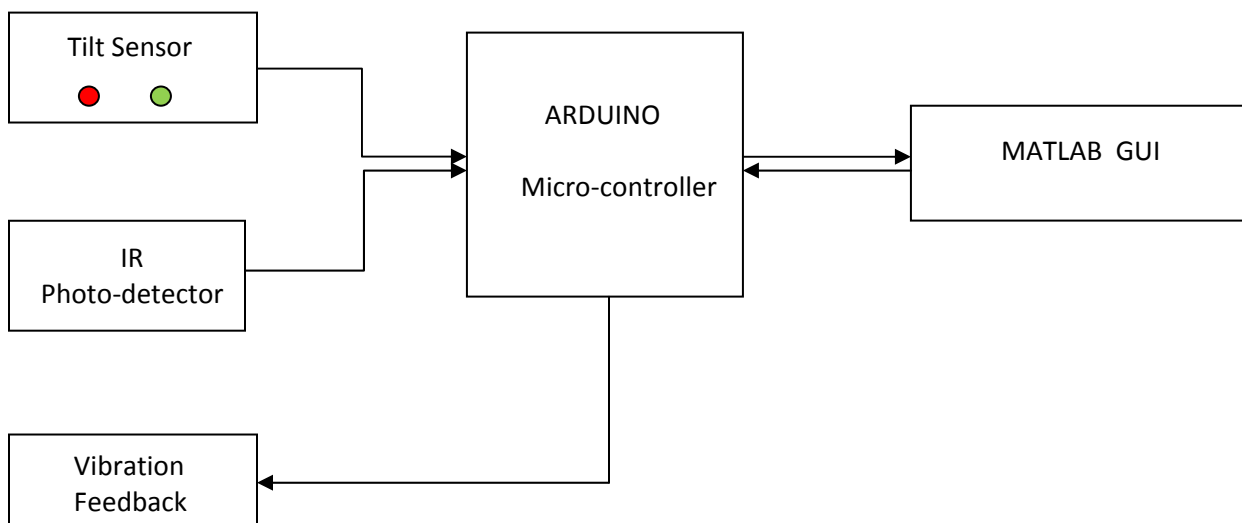 Tilt Sensor
ARDUINO
Micro-controller
MATLAB GUI
IR
Photo-detector
Vibration
Feedback